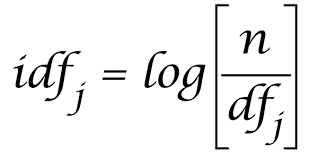 idf_j = log[n / df_j]